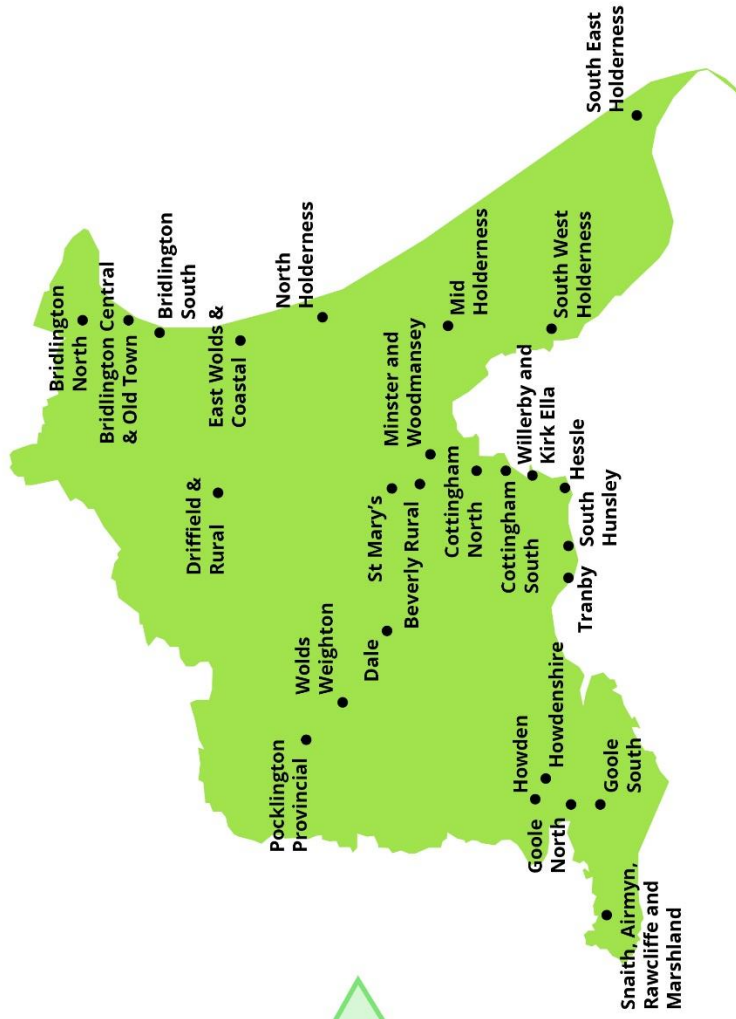 Bridlington
North
Bridlington Central
& Old Town
Bridlington
South
East Wolds &
Coastal
Driffield &
Rural
North
Holderness
Pocklington
Provincial
Wolds
Weighton
Dale
St Mary's
Beverly Rural
Minster and
Woodmansey
Mid
Holderness
Cottingham
North
Cottingham
South
Willerby and
Kirk Ella
South West
Holderness
South East
Holderness
Hessle
South
Hunsley
Tranby
Howden
Howdenshire
Goole
North
Goole
South
Snaith, Airmyn,
Rawcliffe and
Marshland